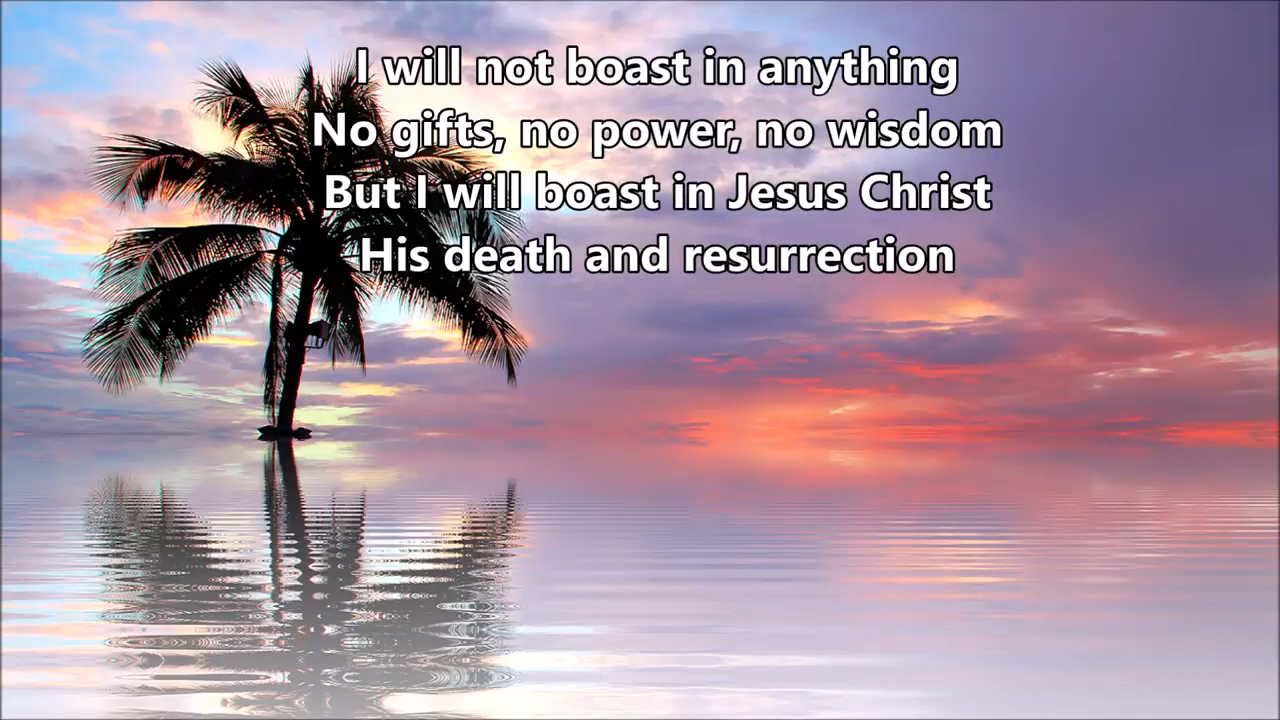 I will not boast in anything
No gifts, no power, no wisdom
But I will boast in Jesus Christ
His death and resurrection